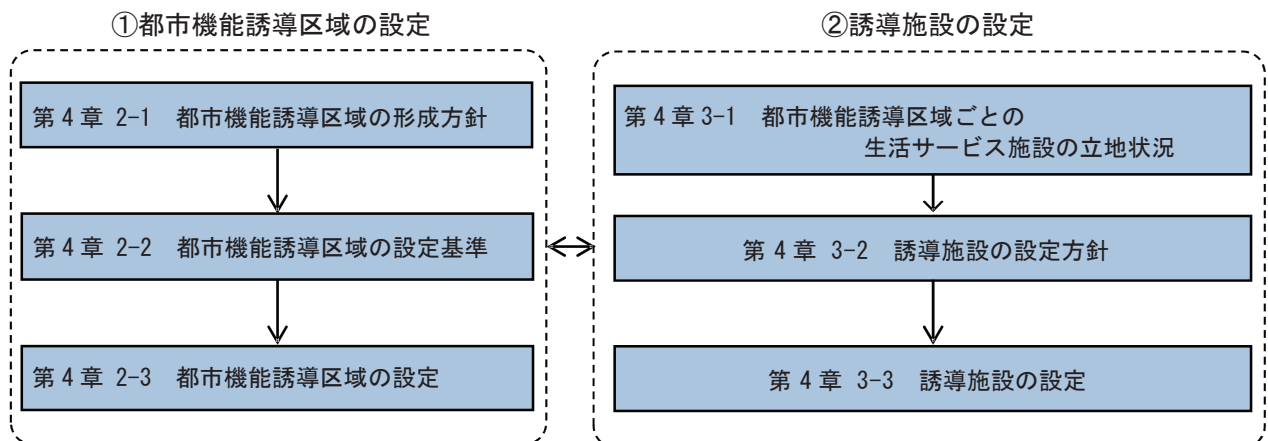 ①都市機能誘導区域の設定
第4章 2-1 都市機能誘導区域の形成方針
第4章 2-2 都市機能誘導区域の設定基準
第4章 2-3 都市機能誘導区域の設定
②誘導施設の設定
第4章 3-1 都市機能誘導区域ごとの
生活サービス施設の立地状況
第4章 3-2 誘導施設の設定方針
第4章 3-3 誘導施設の設定